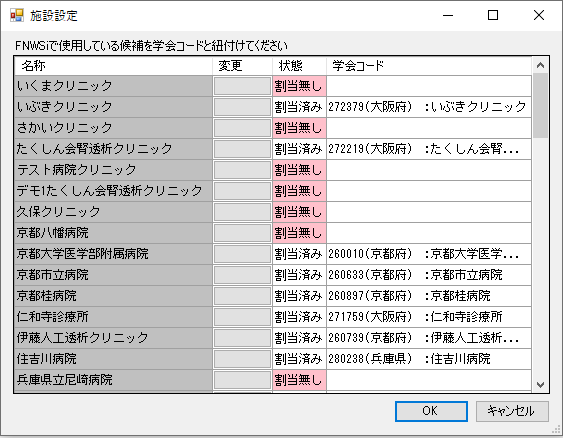 施設設定
FNWSiで使用している候補を学会コードと紐付けてください
名称 変更 状態 学会コード
いくまクリニック 割当無し
いぶきクリニック 割当済み 272379(大阪府) :いぶきクリニック
さかいクリニック 割当無し
たくしん会腎透析クリニック 割当済み 272219(大阪府) :たくしん会腎...
テスト病院クリニック 割当無し
デモ1たくしん会腎透析クリニック 割当無し
久保クリニック 割当無し
京都八幡病院 割当無し
京都大学医学部附属病院 割当済み 260010(京都府) :京都大学医学...
京都市立病院 割当済み 260633(京都府) :京都市立病院
京都桂病院 割当済み 260897(京都府) :京都桂病院
仁和寺診療所 割当済み 271759(大阪府) :仁和寺診療所
伊藤人工透析クリニック 割当済み 260739(京都府) :伊藤人工透析...
住吉川病院 割当済み 280238(兵庫県) :住吉川病院
兵庫県立尼崎病院 割当無し
OK キャンセル